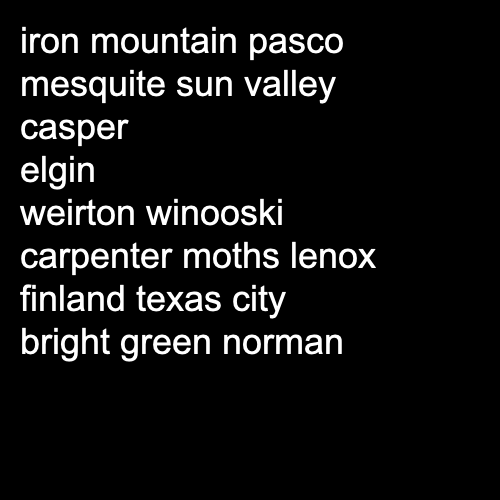 iron mountain pasco
mesquite sun valley
casper
elgin
weirton winooski
carpenter moths lenox
finland texas city
bright green norman